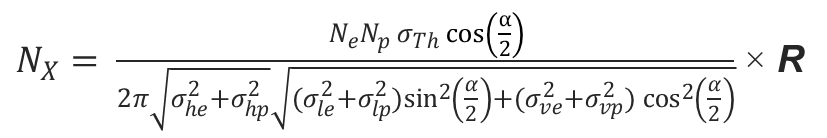 N_X = \frac{N_e N_p \, \sigma_{Th} \cos\left(\frac{\alpha}{2}\right)}{2\pi \sqrt{\sigma_{he}^2 + \sigma_{hp}^2} \sqrt{(\sigma_{le}^2 + \sigma_{lp}^2) \sin^2\left(\frac{\alpha}{2}\right) + (\sigma_{ve}^2 + \sigma_{vp}^2) \cos^2\left(\frac{\alpha}{2}\right)}} \times R